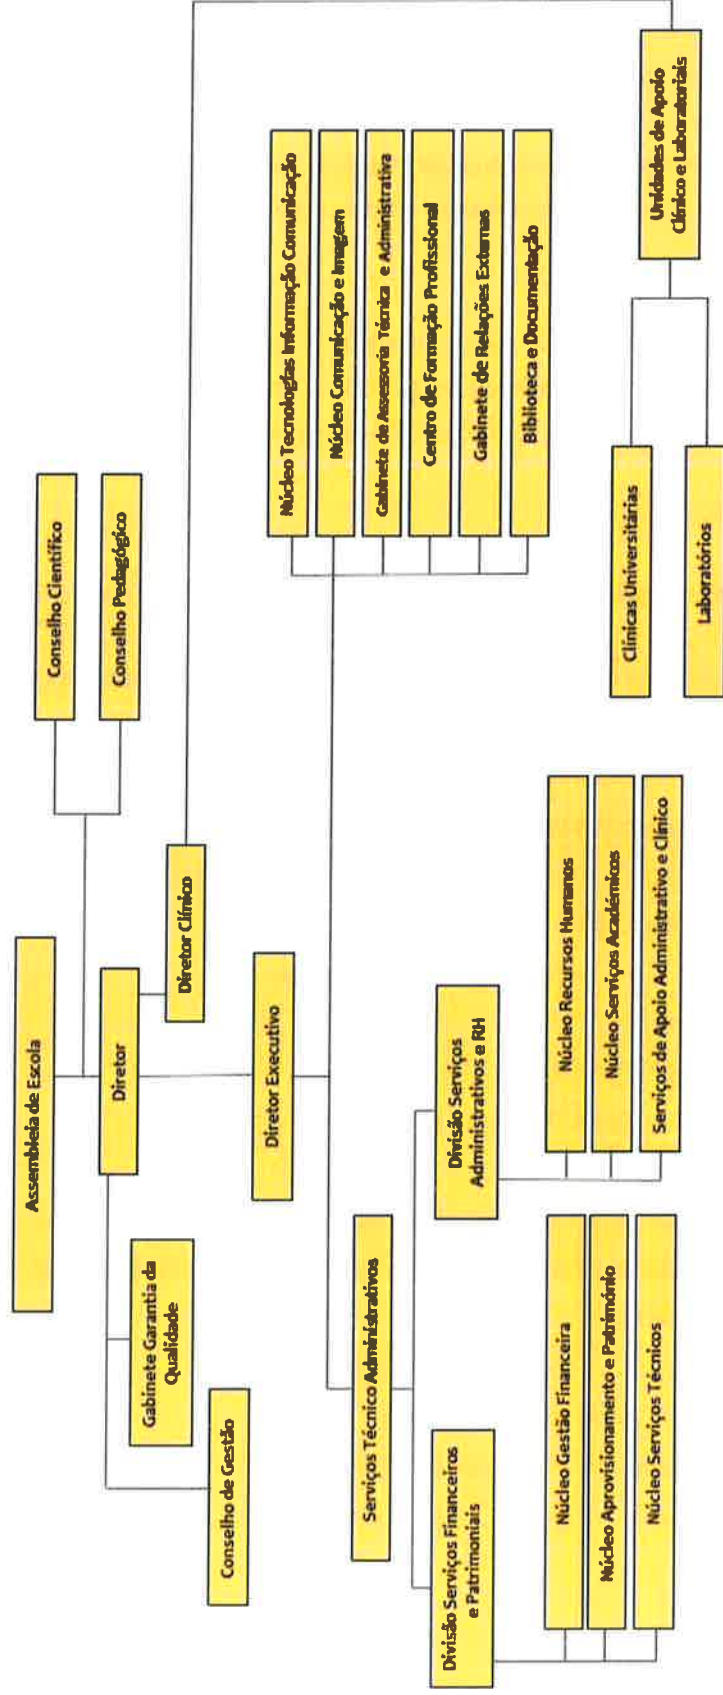 Assembleia de Escola
Conselho Científico
Conselho Pedagógico
Diretor
Diretor Clínico
Gabinete Garantia da
Qualidade
Conselho de Gestão
Diretor Executivo
Núcleo Tecnologias Informação Comunicação
Núcleo Comunicação e Imagem
Gabinete de Assessoria Técnica e Administrativa
Centro de Formação Profissional
Gabinete de Relações Externas
Biblioteca e Documentação
Serviços Técnico Administrativos
Divisão Serviços Financeiros
e Patrimoniais
Divisão Serviços
Administrativos e RH
Núcleo Gestão Financeira
Núcleo Aprovisionamento e Património
Núcleo Serviços Técnicos
Núcleo Recursos Humanos
Núcleo Serviços Académicos
Serviços de Apoio Administrativo e Clínico
Unidades de Apoio
Clínico e Laboratoriais
Clínicas Universitárias
Laboratórios